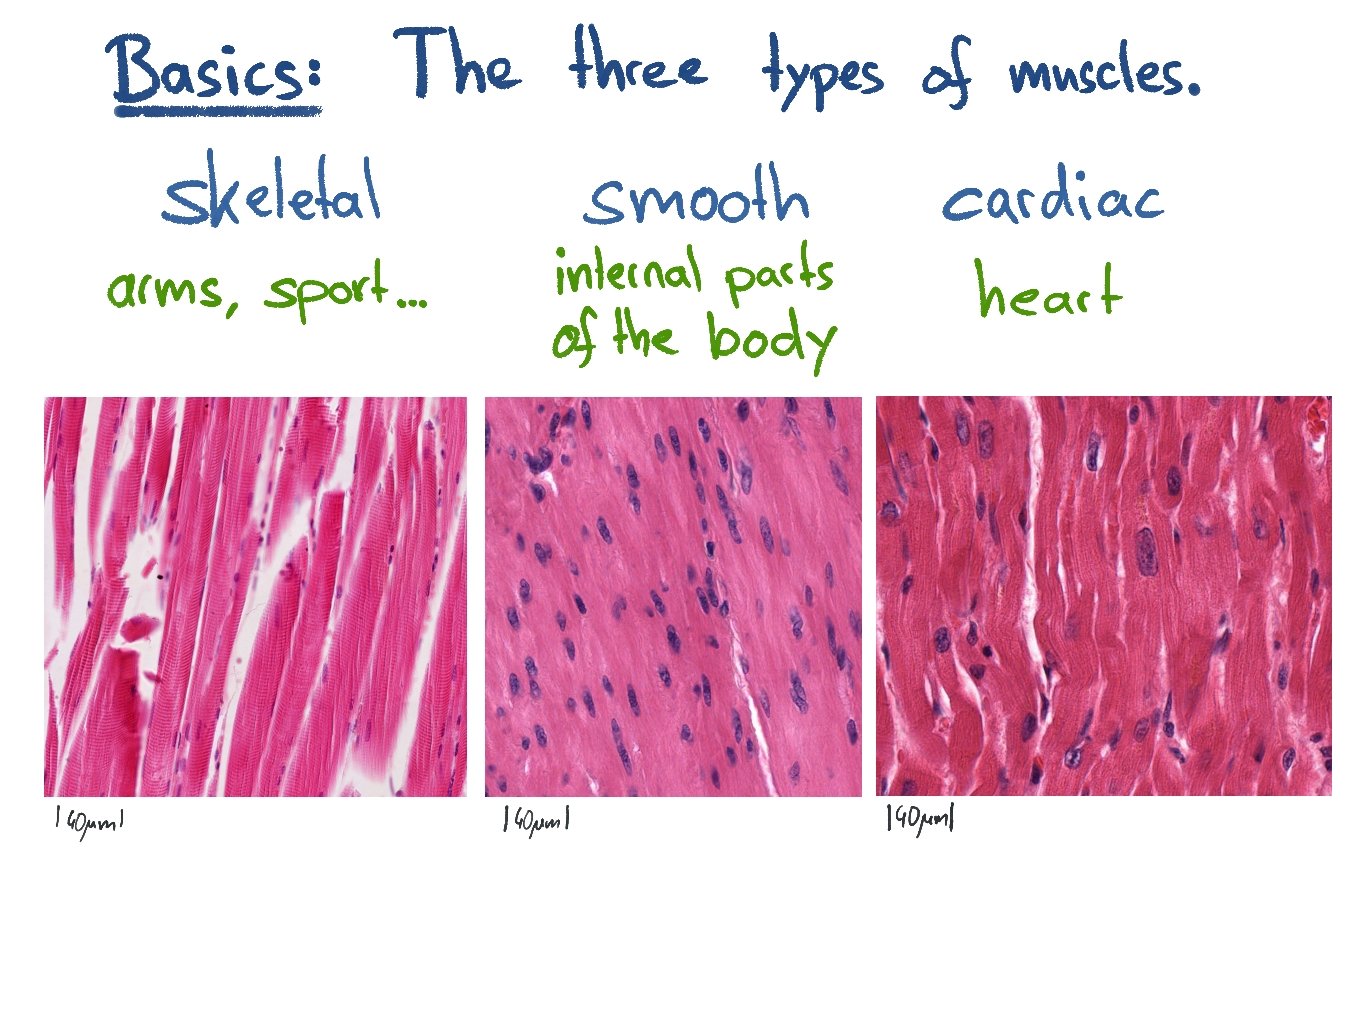 Basics: The three types of muscles.
skeletal smooth cardiac
arms, sport... internal parts of the body heart
|40µm| |40µm| |40µm|